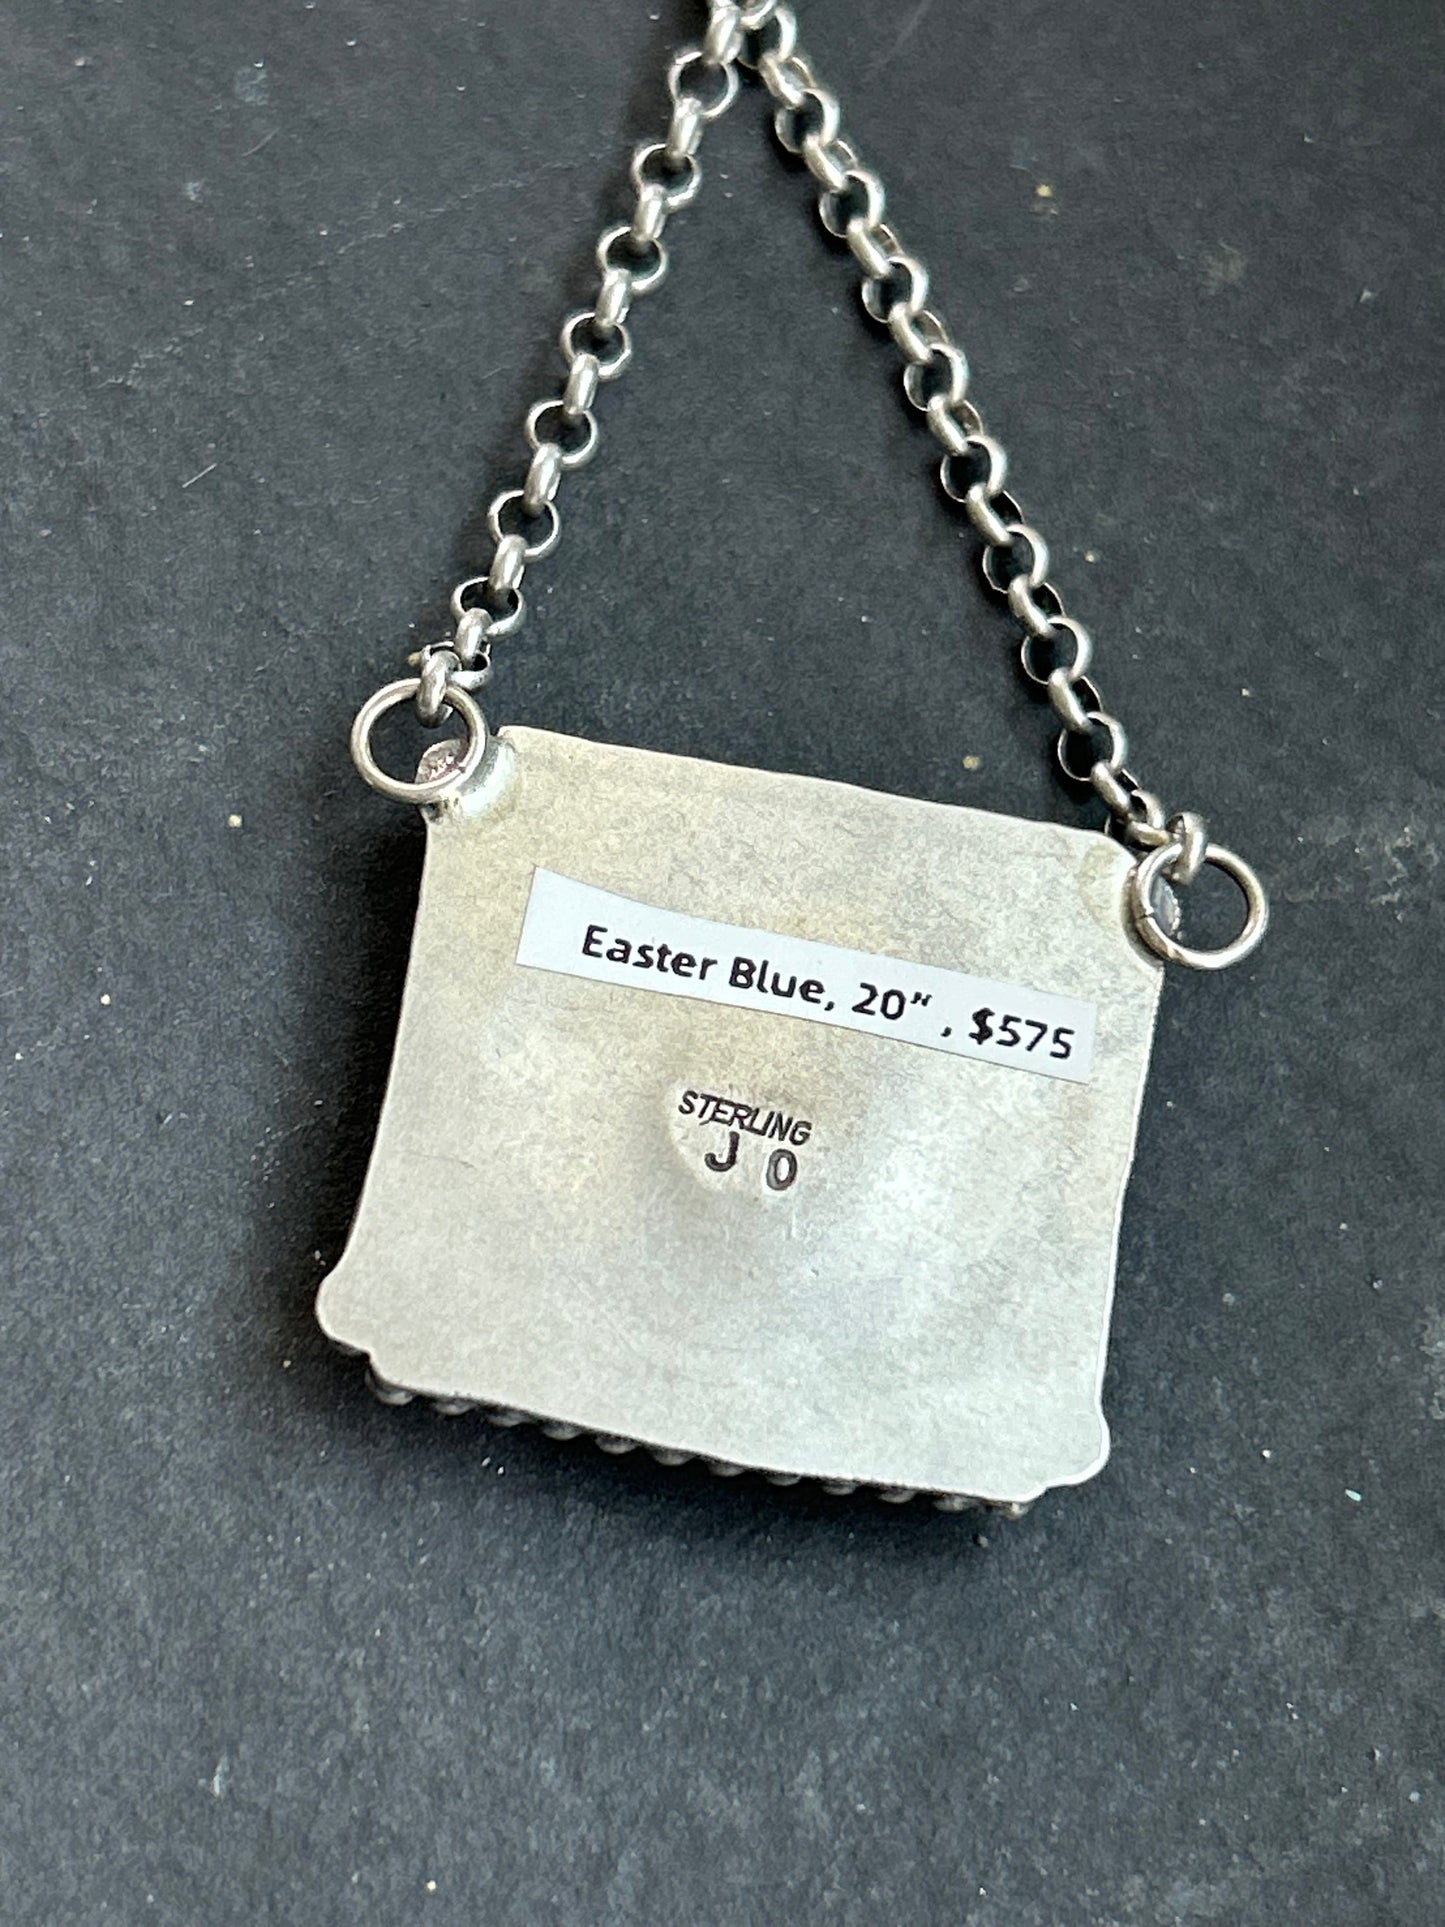 Easter Blue, 20” , $575
STERLING
J O